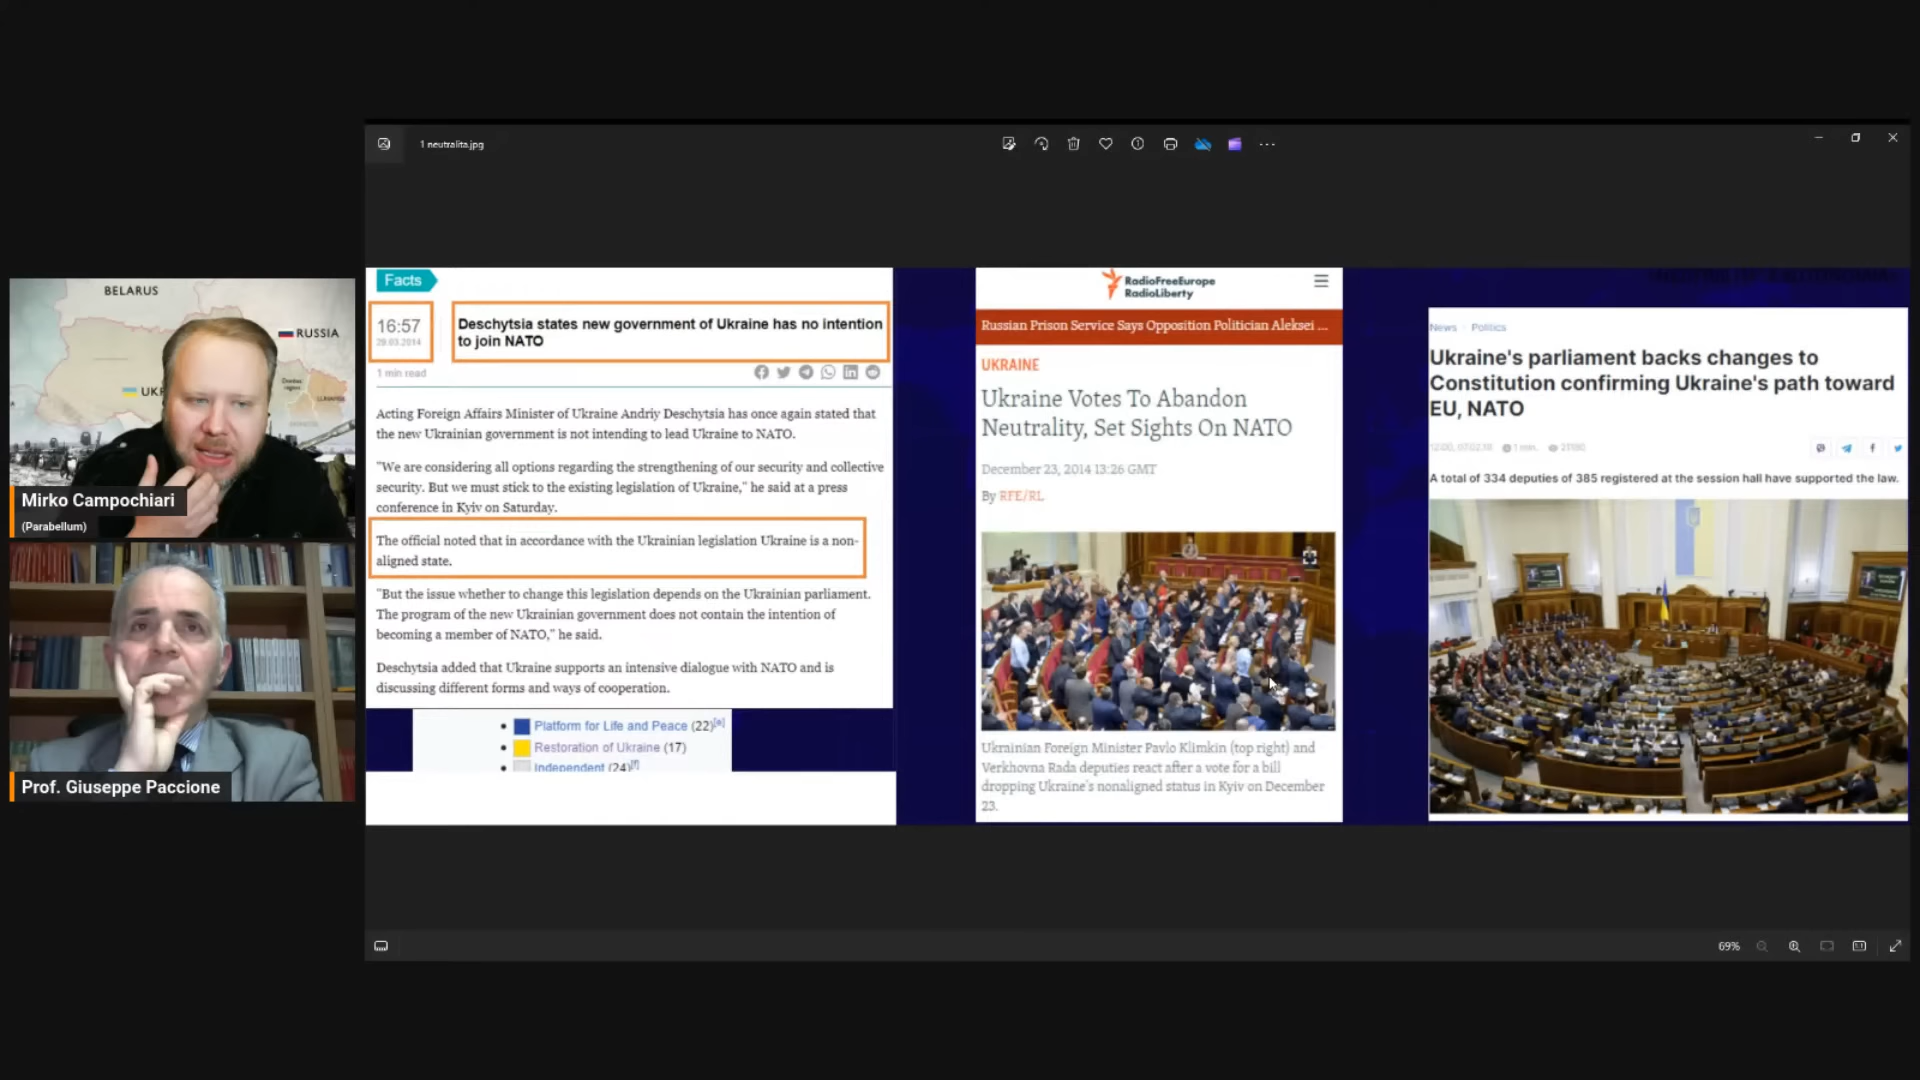 1 neutralita.jpg
BELARUS
RUSSIA
UKR
Mirko Campochiari
(Parabellum)
Prof. Giuseppe Paccione
Facts
16:57
29.03.2014
Deschytsia states new government of Ukraine has no intention
to join NATO
1 min read
Acting Foreign Affairs Minister of Ukraine Andriy Deschytsia has once again stated that
the new Ukrainian government is not intending to lead Ukraine to NATO.
"We are considering all options regarding the strengthening of our security and collective
security. But we must stick to the existing legislation of Ukraine," he said at a press
conference in Kyiv on Saturday.
The official noted that in accordance with the Ukrainian legislation Ukraine is a non-
aligned state.
"But the issue whether to change this legislation depends on the Ukrainian parliament.
The program of the new Ukrainian government does not contain the intention of
becoming a member of NATO," he said.
Deschytsia added that Ukraine supports an intensive dialogue with NATO and is
discussing different forms and ways of cooperation.
Platform for Life and Peace (22)[e]
Restoration of Ukraine (17)
Independent (24)[f]
RadioFreeEurope
RadioLiberty
Russian Prison Service Says Opposition Politician Aleksei ...
UKRAINE
Ukraine Votes To Abandon
Neutrality, Set Sights On NATO
December 23, 2014 13:26 GMT
By RFE/RL
Ukrainian Foreign Minister Pavlo Klimkin (top right) and
Verkhovna Rada deputies react after a vote for a bill
dropping Ukraine's nonaligned status in Kyiv on December
23.
News Politics
Ukraine's parliament backs changes to
Constitution confirming Ukraine's path toward
EU, NATO
1 min.
A total of 334 deputies of 385 registered at the session hall have supported the law.
69%